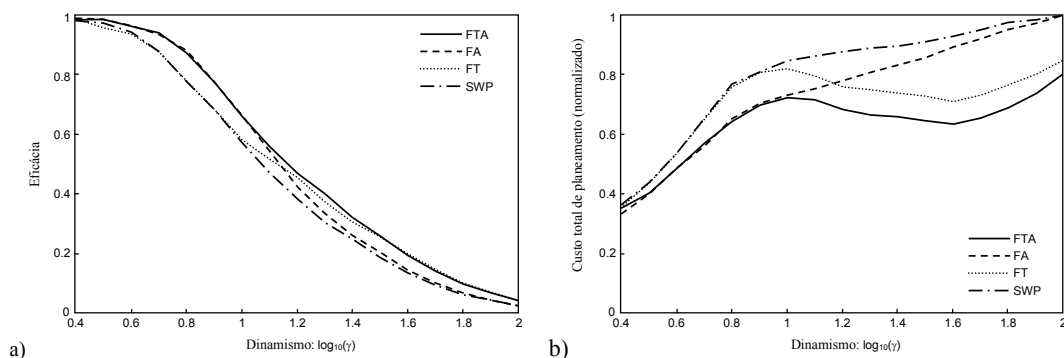 1
0.8
0.6
0.4
0.2
0
Eficácia
0.4 0.6 0.8 1 1.2 1.4 1.6 1.8 2
Dinamismo: log10(γ)
FTA
FA
FT
SWP
a)
1
0.8
0.6
0.4
0.2
0
Custo total de planeamento (normalizado)
0.4 0.6 0.8 1 1.2 1.4 1.6 1.8 2
Dinamismo: log10(γ)
FTA
FA
FT
SWP
b)